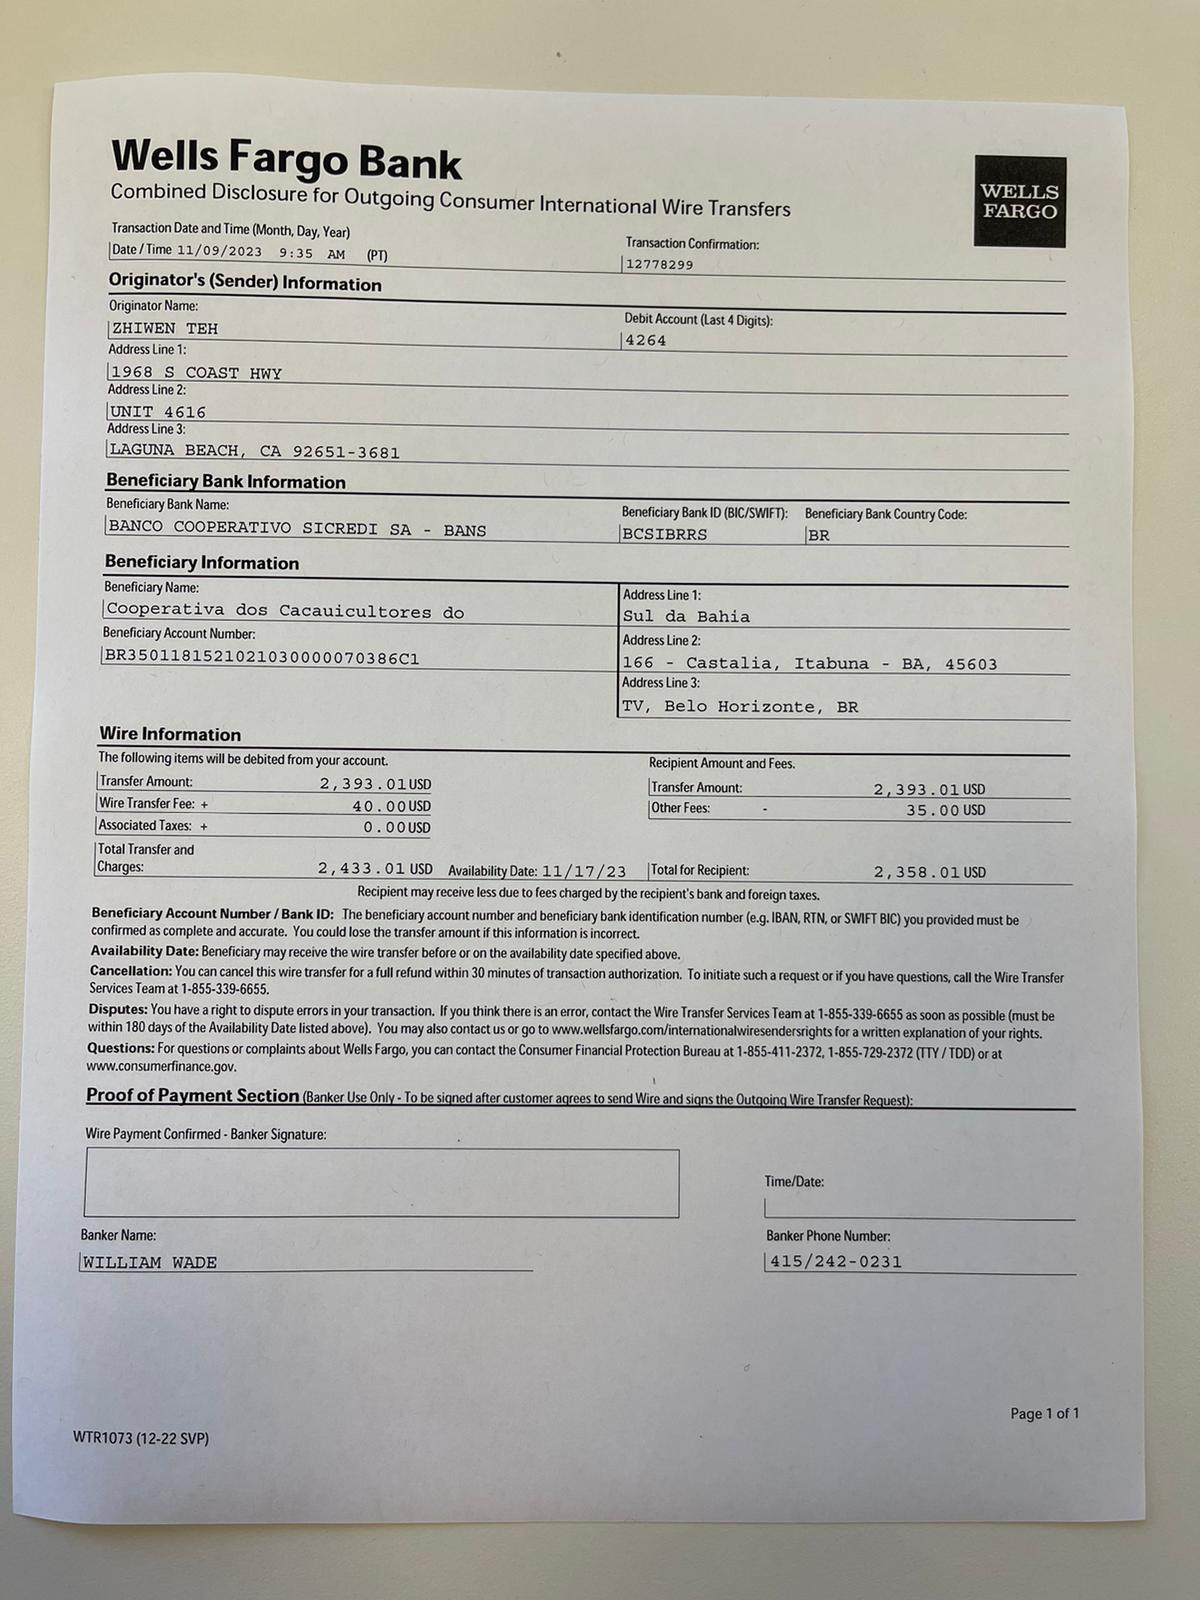 Wells Fargo Bank
Combined Disclosure for Outgoing Consumer International Wire Transfers
WELLS
FARGO
Transaction Date and Time (Month, Day, Year)
Date / Time 11/09/2023 9:35 AM (PT)
Transaction Confirmation:
12778299
Originator's (Sender) Information
Originator Name:
ZHIWEN TEH
Debit Account (Last 4 Digits):
4264
Address Line 1:
1968 S COAST HWY
Address Line 2:
UNIT 4616
Address Line 3:
LAGUNA BEACH, CA 92651-3681
Beneficiary Bank Information
Beneficiary Bank Name:
BANCO COOPERATIVO SICREDI SA - BANS
Beneficiary Bank ID (BIC/SWIFT):
BCSIBRRS
Beneficiary Bank Country Code:
BR
Beneficiary Information
Beneficiary Name:
Cooperativa dos Cacauicultores do
Beneficiary Account Number:
BR3501181521021030000070386C1
Address Line 1:
Sul da Bahia
Address Line 2:
166 - Castalia, Itabuna - BA, 45603
Address Line 3:
TV, Belo Horizonte, BR
Wire Information
The following items will be debited from your account.
Transfer Amount: 2,393.01 USD
Wire Transfer Fee: + 40.00 USD
Associated Taxes: + 0.00 USD
Total Transfer and
Charges: 2,433.01 USD Availability Date: 11/17/23
Recipient Amount and Fees.
Transfer Amount: 2,393.01 USD
Other Fees: - 35.00 USD
Total for Recipient: 2,358.01 USD
Recipient may receive less due to fees charged by the recipient's bank and foreign taxes.
Beneficiary Account Number / Bank ID: The beneficiary account number and beneficiary bank identification number (e.g. IBAN, RTN, or SWIFT BIC) you provided must be
confirmed as complete and accurate. You could lose the transfer amount if this information is incorrect.
Availability Date: Beneficiary may receive the wire transfer before or on the availability date specified above.
Cancellation: You can cancel this wire transfer for a full refund within 30 minutes of transaction authorization. To initiate such a request or if you have questions, call the Wire Transfer
Services Team at 1-855-339-6655.
Disputes: You have a right to dispute errors in your transaction. If you think there is an error, contact the Wire Transfer Services Team at 1-855-339-6655 as soon as possible (must be
within 180 days of the Availability Date listed above). You may also contact us or go to www.wellsfargo.com/internationalwiresendersrights for a written explanation of your rights.
Questions: For questions or complaints about Wells Fargo, you can contact the Consumer Financial Protection Bureau at 1-855-411-2372, 1-855-729-2372 (TTY / TDD) or at
www.consumerfinance.gov.
Proof of Payment Section (Banker Use Only - To be signed after customer agrees to send Wire and signs the Outgoing Wire Transfer Request):
Wire Payment Confirmed - Banker Signature:
Time/Date:
Banker Name:
WILLIAM WADE
Banker Phone Number:
415/242-0231
Page 1 of 1
WTR1073 (12-22 SVP)